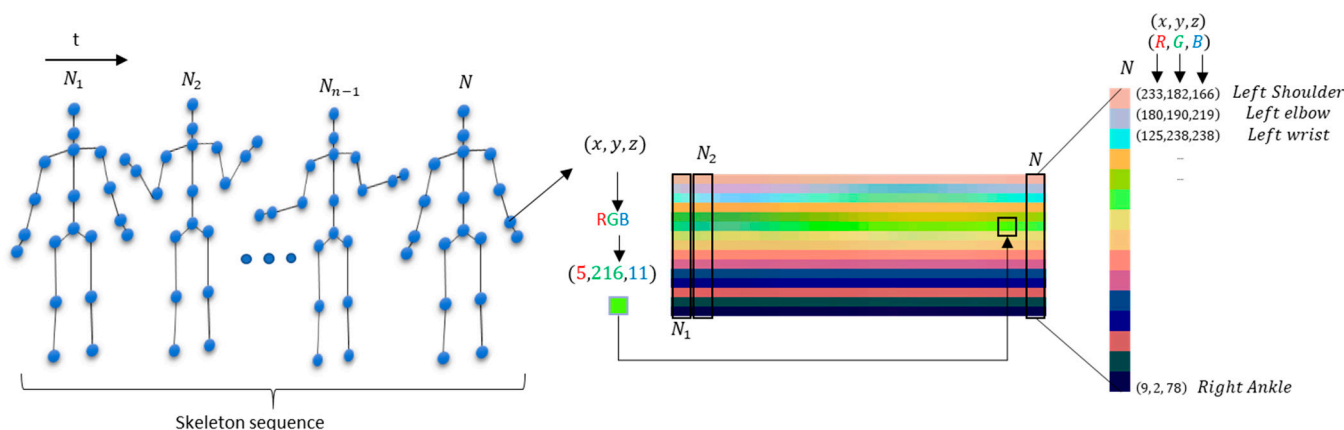 t
N₁
N₂
Nₙ₋₁
N
Skeleton sequence
(x, y, z)
RGB
(5,216,11)
N₂
N
N₁
(x, y, z)
(R, G, B)
N
(233,182,166) Left Shoulder
(180,190,219) Left elbow
(125,238,238) Left wrist
(9, 2, 78) Right Ankle